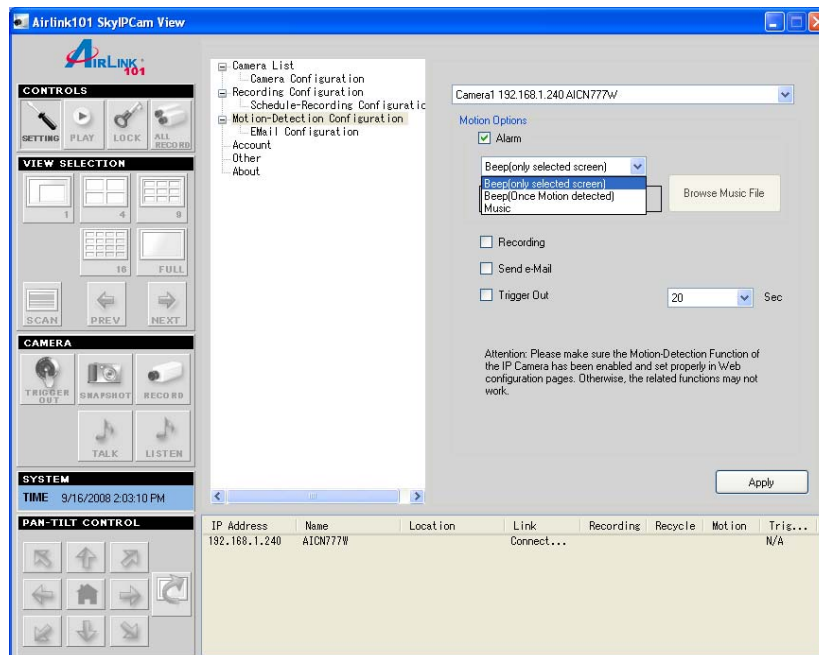 Airlink101 SkyIPCam View
AIRLINK
101
CONTROLS
SETTING PLAY LOCK ALL RECORD
VIEW SELECTION
1 4 9
16 FULL
SCAN PREV NEXT
CAMERA
TRIGGER OUT SNAPSHOT RECORD
TALK LISTEN
SYSTEM
TIME 9/16/2008 2:03:10 PM
PAN-TILT CONTROL
Camera List
Camera Configuration
Recording Configuration
Schedule-Recording Configuratic
Motion-Detection Configuration
EMail Configuration
Account
Other
About
Camera1 192.168.1.240 AICN777W
Motion Options
Alarm
Beep(only selected screen)
Beep(only selected screen)
Beep(Once Motion detected)
Music
Browse Music File
Recording
Send e-Mail
Trigger Out 20 Sec
Attention: Please make sure the Motion-Detection Function of
the IP Camera has been enabled and set properly in Web
configuration pages. Otherwise, the related functions may not
work.
Apply
IP Address Name Location Link Recording Recycle Motion Trig...
192.168.1.240 AICN777W Connect... N/A